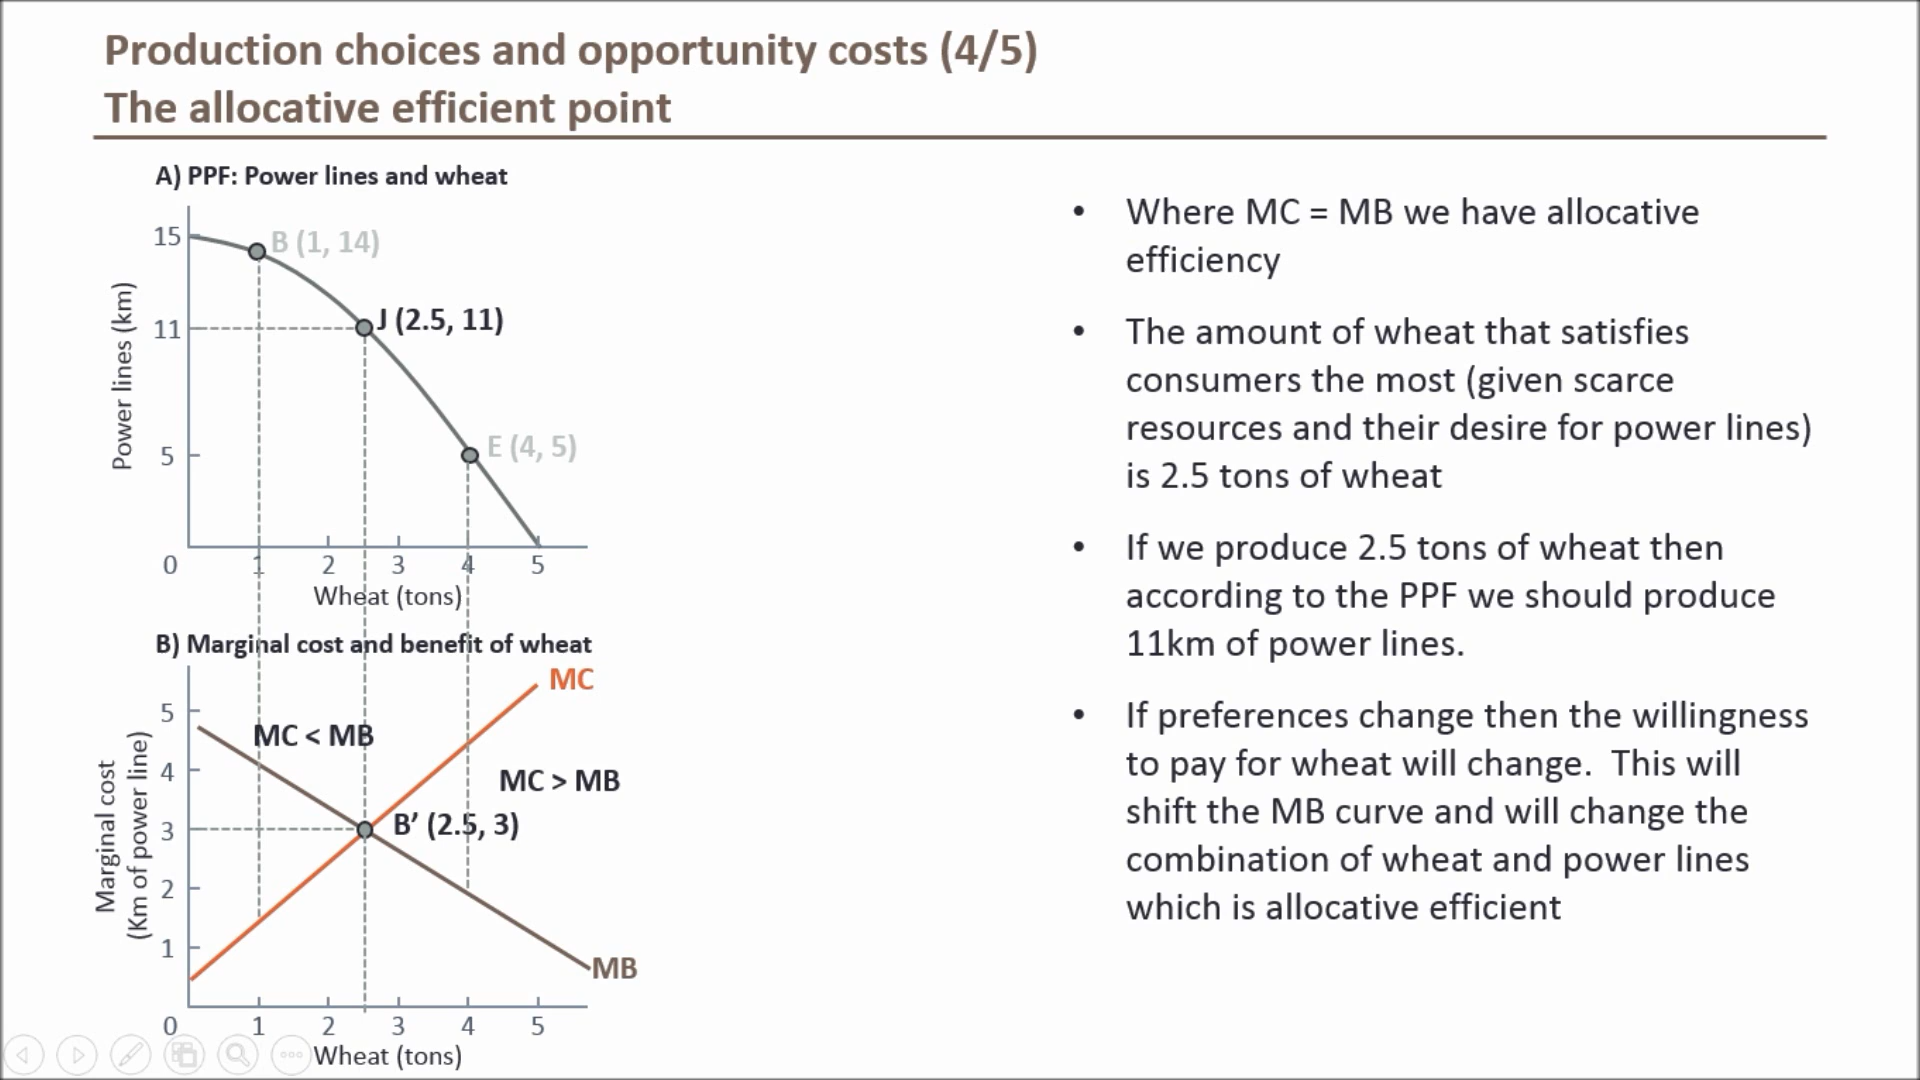 Production choices and opportunity costs (4/5)
The allocative efficient point
A) PPF: Power lines and wheat
15
11
5
0
1
2
3
4
5
B (1, 14)
J (2.5, 11)
E (4, 5)
Power lines (km)
Wheat (tons)
B) Marginal cost and benefit of wheat
MC
MC < MB
MC > MB
B’ (2.5, 3)
MB
5
4
3
2
1
0
1
2
3
4
5
Marginal cost
(Km of power line)
Wheat (tons)
• Where MC = MB we have allocative
efficiency
• The amount of wheat that satisfies
consumers the most (given scarce
resources and their desire for power lines)
is 2.5 tons of wheat
• If we produce 2.5 tons of wheat then
according to the PPF we should produce
11km of power lines.
• If preferences change then the willingness
to pay for wheat will change.  This will
shift the MB curve and will change the
combination of wheat and power lines
which is allocative efficient